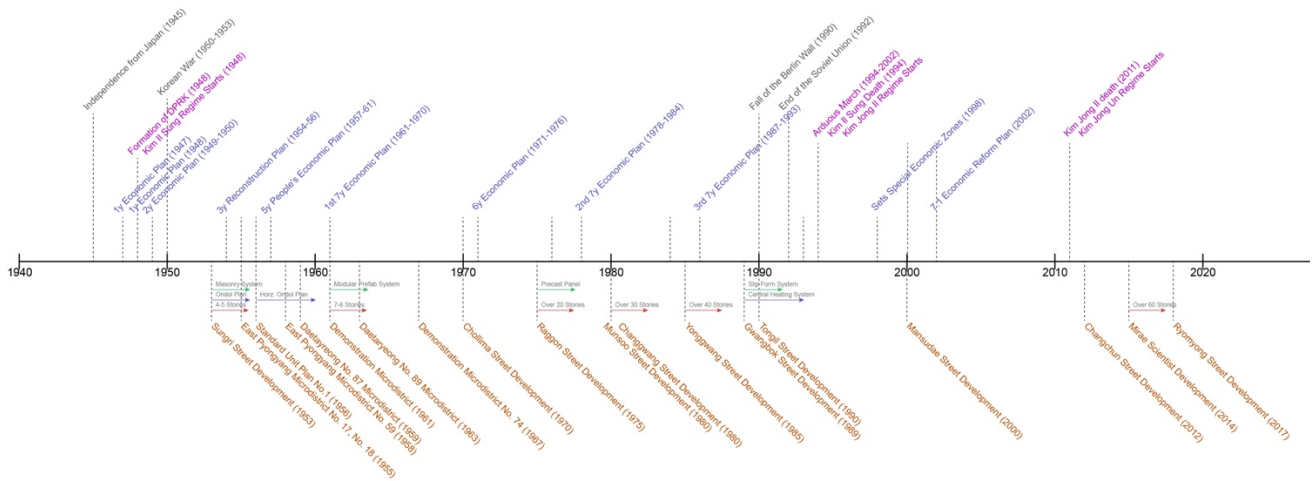 Independence from Japan (1945)
Formation of DPRK (1948)
Kim Il Sung Regime Starts (1948)
Korean War (1950-1953)
1y Economic Plan (1947)
1y Economic Plan (1948)
2y Economic Plan (1949-1950)
3y Reconstruction Plan (1954-56)
5y People's Economic Plan (1957-61)
1st 7y Economic Plan (1961-1970)
6y Economic Plan (1971-1976)
2nd 7y Economic Plan (1978-1984)
3rd 7y Economic Plan (1987-1993)
Fall of the Berlin Wall (1990)
End of the Soviet Union (1992)
Arduous March (1994-2002)
Kim Il Sung Death (1994)
Kim Jong Il Regime Starts
Sets Special Economic Zones (1998)
7-1 Economic Reform Plan (2002)
Kim Jong Il death (2011)
Kim Jong Un Regime Starts
1940
1950
1960
1970
1980
1990
2000
2010
2020
Masonry System
Ondol Plan
Horz. Ondol Plan
4-5 Stories
Modular Prefab System
7-8 Stories
Precast Panel
Over 20 Stories
Over 30 Stories
Over 40 Stories
Slip Form System
Central Heating System
Over 60 Stories
Sungri Street Development (1953)
East Pyongyang Microdistrict No. 17, No. 18 (1955)
Standard Unit Plan No.1 (1956)
East Pyongyang Microdistrict No. 59 (1958)
Daetayreong No. 87 Microdistrict (1959)
Demonstration Microdistrict (1961)
Daetaryeong No. 89 Microdistrict (1963)
Demonstration Microdistrict No. 74 (1967)
Chollima Street Development (1970)
Raggon Street Development (1975)
Munsoo Street Development (1980)
Changgwang Street Development (1980)
Yonggwang Street Development (1985)
Gwangbok Street Development (1989)
Tongil Street Development (1990)
Mansudae Street Development (2000)
Changchun Street Development (2012)
Mirae Scientist Development (2014)
Ryomyong Street Development (2017)